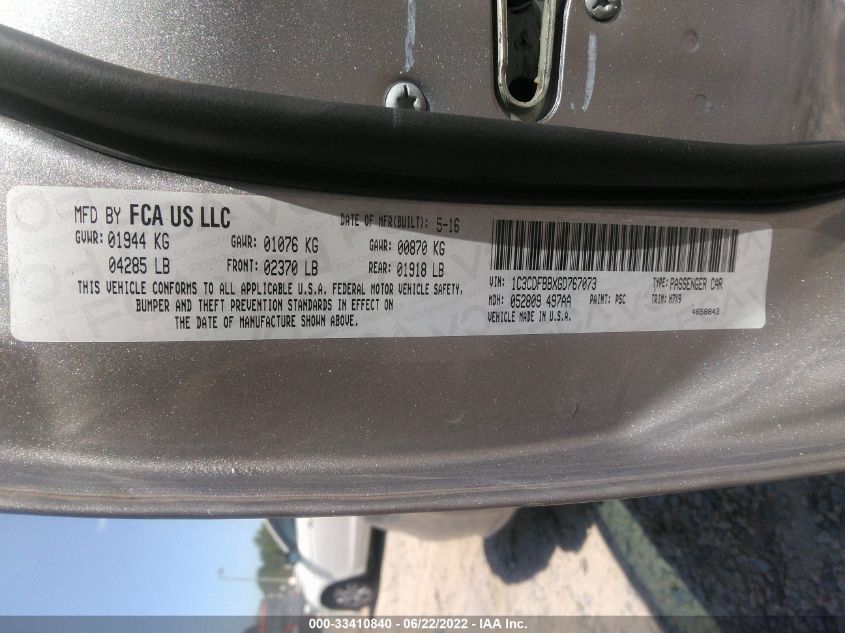 MFD BY FCA US LLC DATE OF MFR(BUILT): 5-16
GVWR: 01944 KG GAWR: 01076 KG GAWR: 00870 KG
04285 LB FRONT: 02370 LB REAR: 01918 LB
THIS VEHICLE CONFORMS TO ALL APPLICABLE U.S.A. FEDERAL MOTOR VEHICLE SAFETY,
BUMPER AND THEFT PREVENTION STANDARDS IN EFFECT ON
THE DATE OF MANUFACTURE SHOWN ABOVE.
VIN: 1C3CDFBBXGD767073 TYPE: PASSENGER CAR
MDH: 052809 497AA PAINT: PSC TRIM: H7X9
VEHICLE MADE IN U.S.A. 4658843
000-33410840 - 06/22/2022 - IAA Inc.